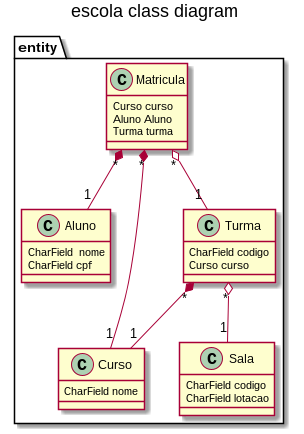 escola class diagram
entity
C Matricula
Curso curso
Aluno Aluno
Turma turma
* * *
1 1
C Aluno
CharField  nome
CharField cpf
C Turma
CharField codigo
Curso curso
* *
1 1 1
C Curso
CharField nome
C Sala
CharField codigo
CharField lotacao